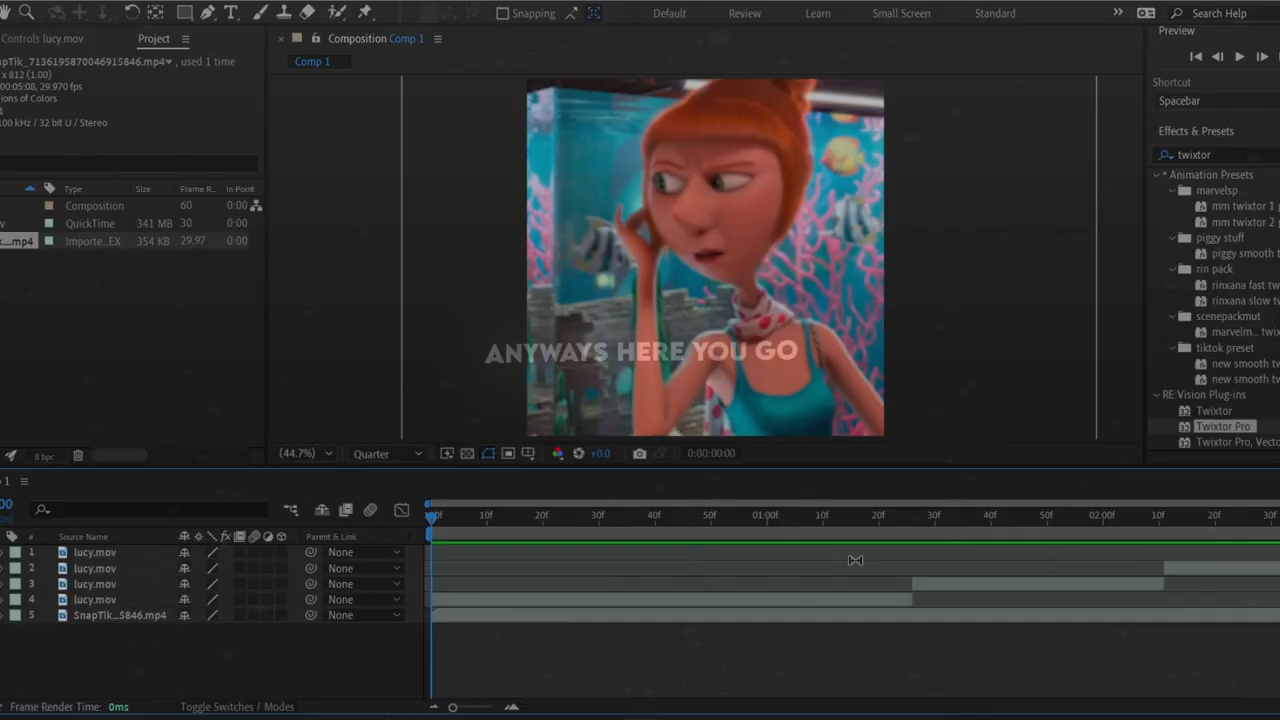 Snapping
Default
Review
Learn
Small Screen
Standard
Search Help
Controls lucy.mov
Project
Composition Comp 1
Preview
pTik_7136195870046915846.mp4, used 1 time
x 812 (1.00)
00:05:08, 29.970 fps
ons of Colors
100 kHz / 32 bit U / Stereo
Comp 1
Shortcut
Spacebar
Effects & Presets
twixtor
Type
Size
Frame R...
In Point
Composition
60
0:00
QuickTime
341 MB
30
0:00
k....mp4
Importe...EX
354 KB
29.97
0:00
* Animation Presets
marvelsp
mm twixtor 1
mm twixtor 2
piggy stuff
piggy smooth
rin pack
rinxana fast tw
rinxana slow tw
scenepackmut
marvelm... tw
tiktok preset
new smooth tw
new smooth tw
RE:Vision Plug-ins
Twixtor
Twixtor Pro
Twixtor Pro, Vect
ANYWAYS HERE YOU GO
8 bpc
(44.7%)
Quarter
+0.0
0:00:00:00
Source Name
Parent & Link
10f
20f
30f
40f
50f
01:00f
10f
20f
30f
40f
50f
02:00f
10f
20f
30f
1
lucy.mov
None
2
lucy.mov
None
3
lucy.mov
None
4
lucy.mov
None
5
SnapTik...5846.mp4
None
Frame Render Time: 0ms
Toggle Switches / Modes